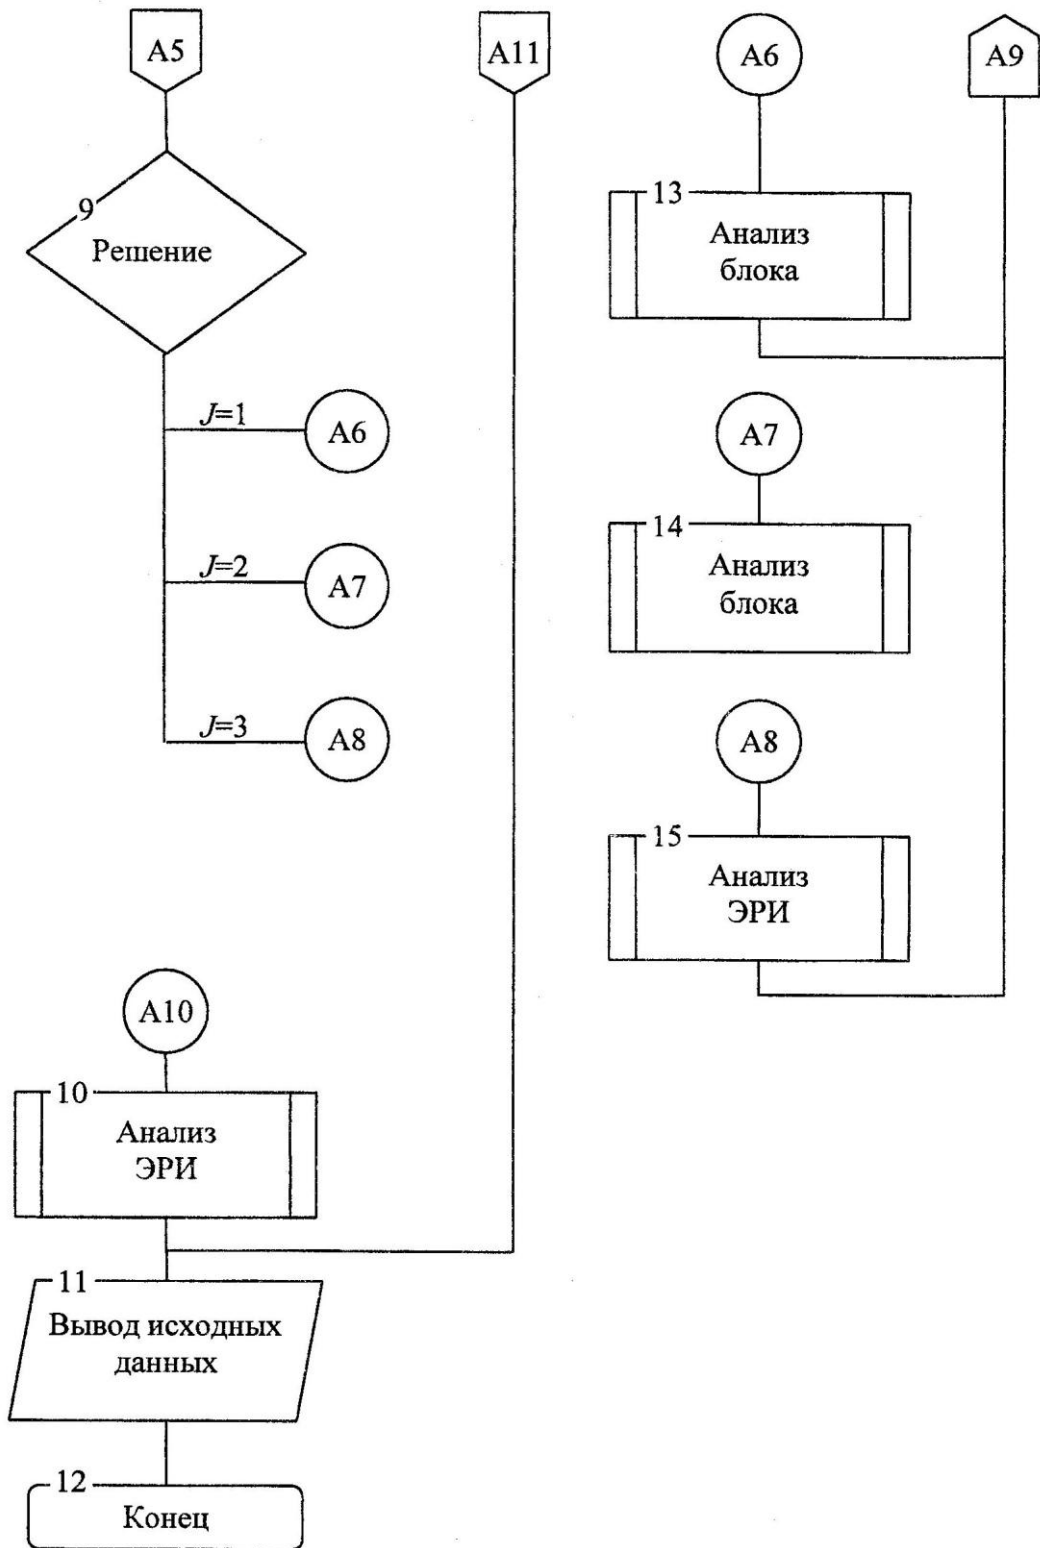 A5
9
Решение
J=1
A6
J=2
A7
J=3
A8
A10
10
Анализ
ЭРИ
11
Вывод исходных
данных
12
Конец
A11
A6
13
Анализ
блока
A7
14
Анализ
блока
A8
15
Анализ
ЭРИ
A9